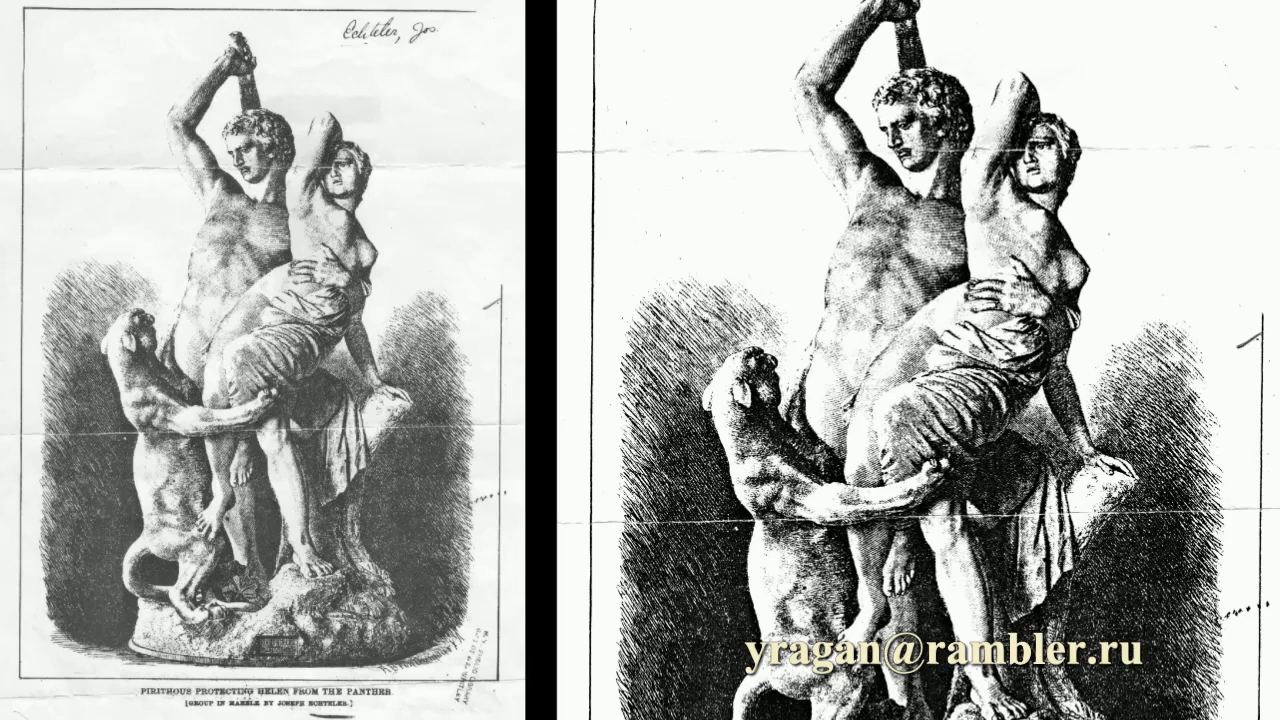 Echteler, Jos.
PIRITHOUS PROTECTING HELEN FROM THE PANTHER.
[GROUP IN MARBLE BY JOSEPH ECHTELER.]
yragan@rambler.ru